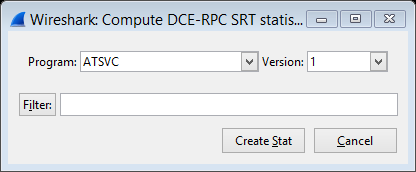 Wireshark: Compute DCE-RPC SRT statis...
Program: ATSVC Version: 1
Filter:
Create Stat Cancel